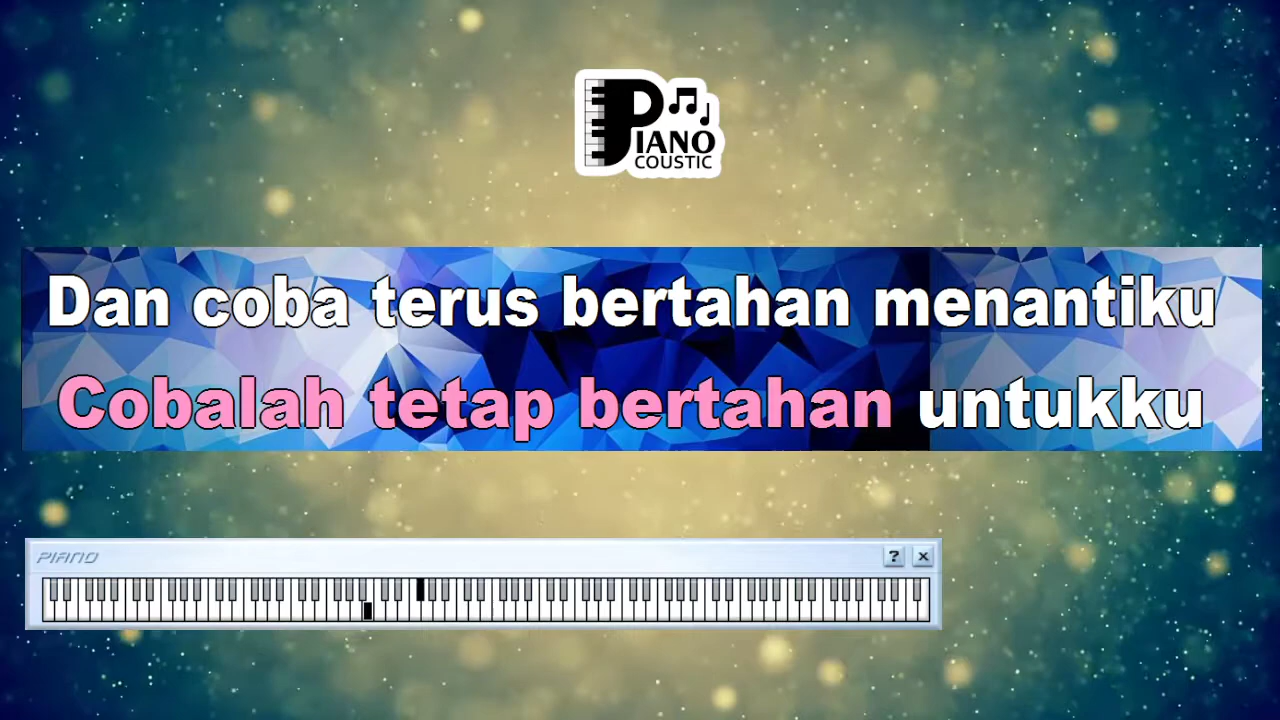 PIANO
COUSTIC
Dan coba terus bertahan menantiku
Cobalah tetap bertahan untukku
PIANO
? ×